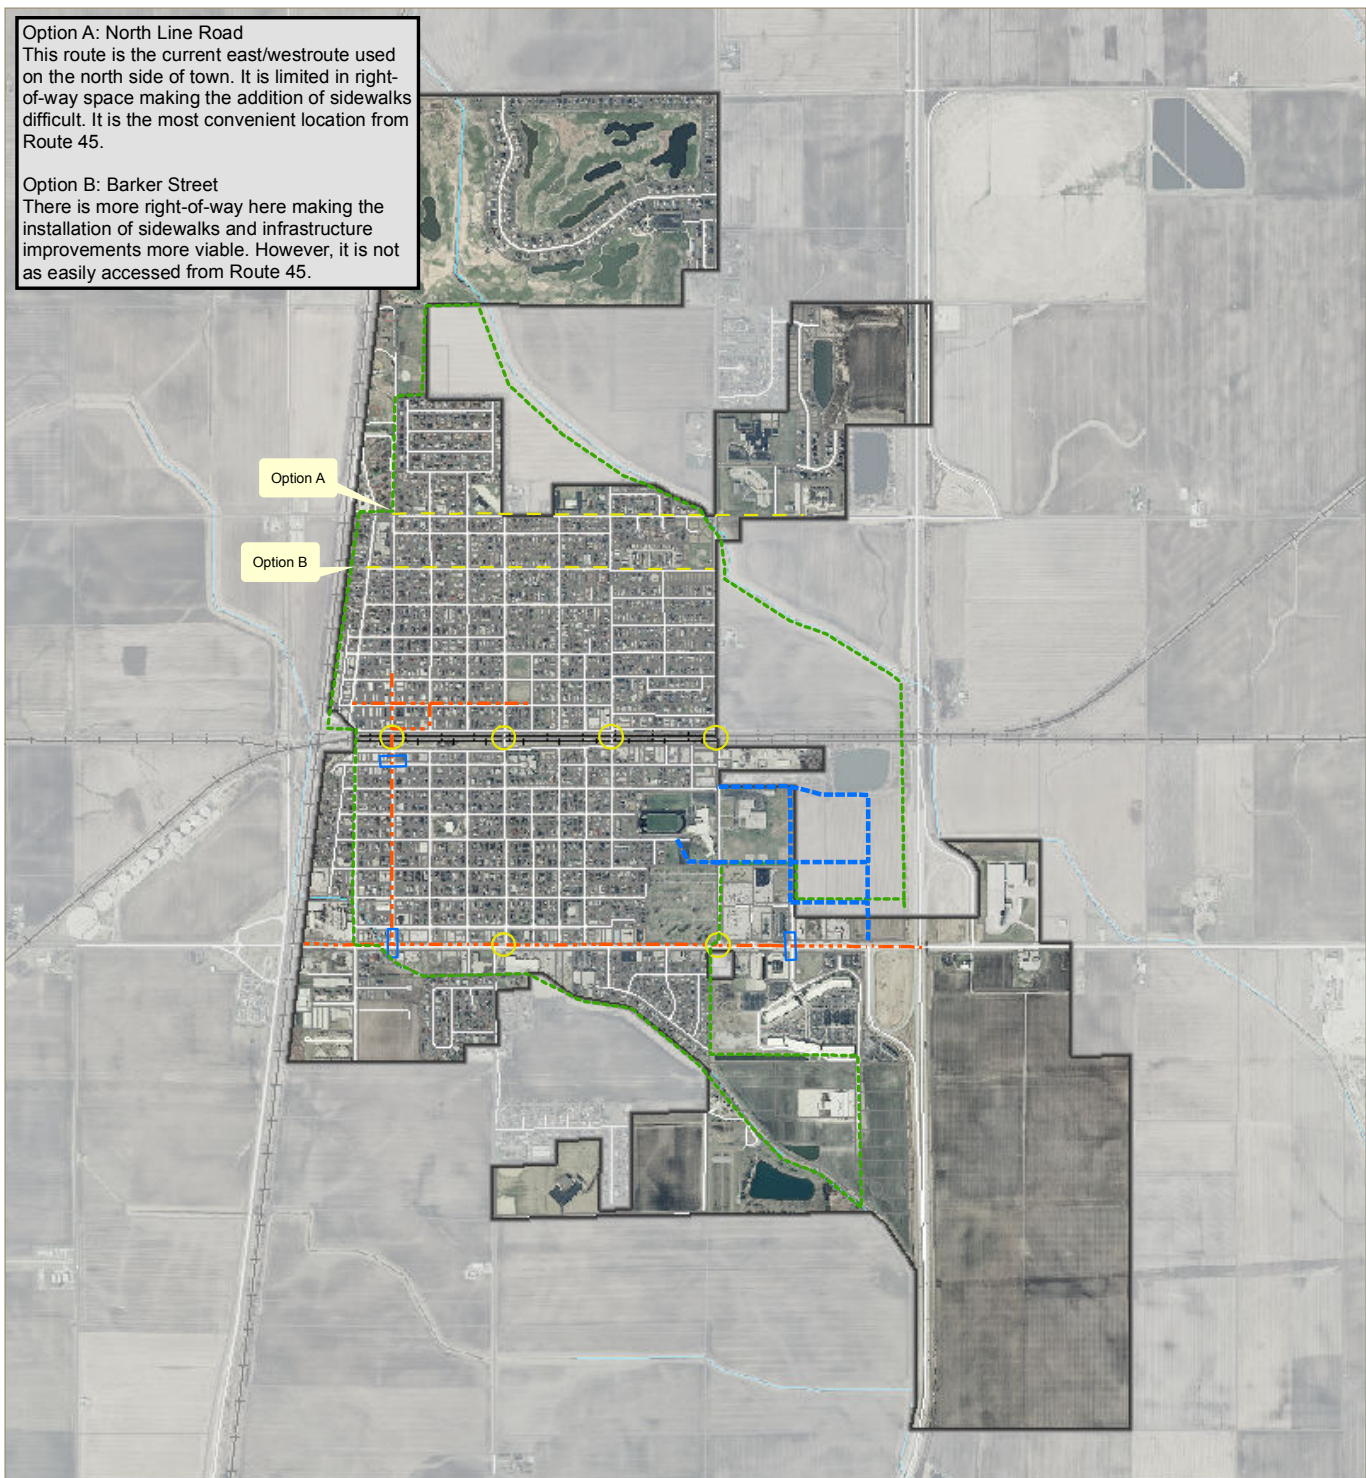 Option A: North Line Road
This route is the current east/westroute used
on the north side of town. It is limited in right-
of-way space making the addition of sidewalks
difficult. It is the most convenient location from
Route 45.
Option B: Barker Street
There is more right-of-way here making the
installation of sidewalks and infrastructure
improvements more viable. However, it is not
as easily accessed from Route 45.
Option A
Option B